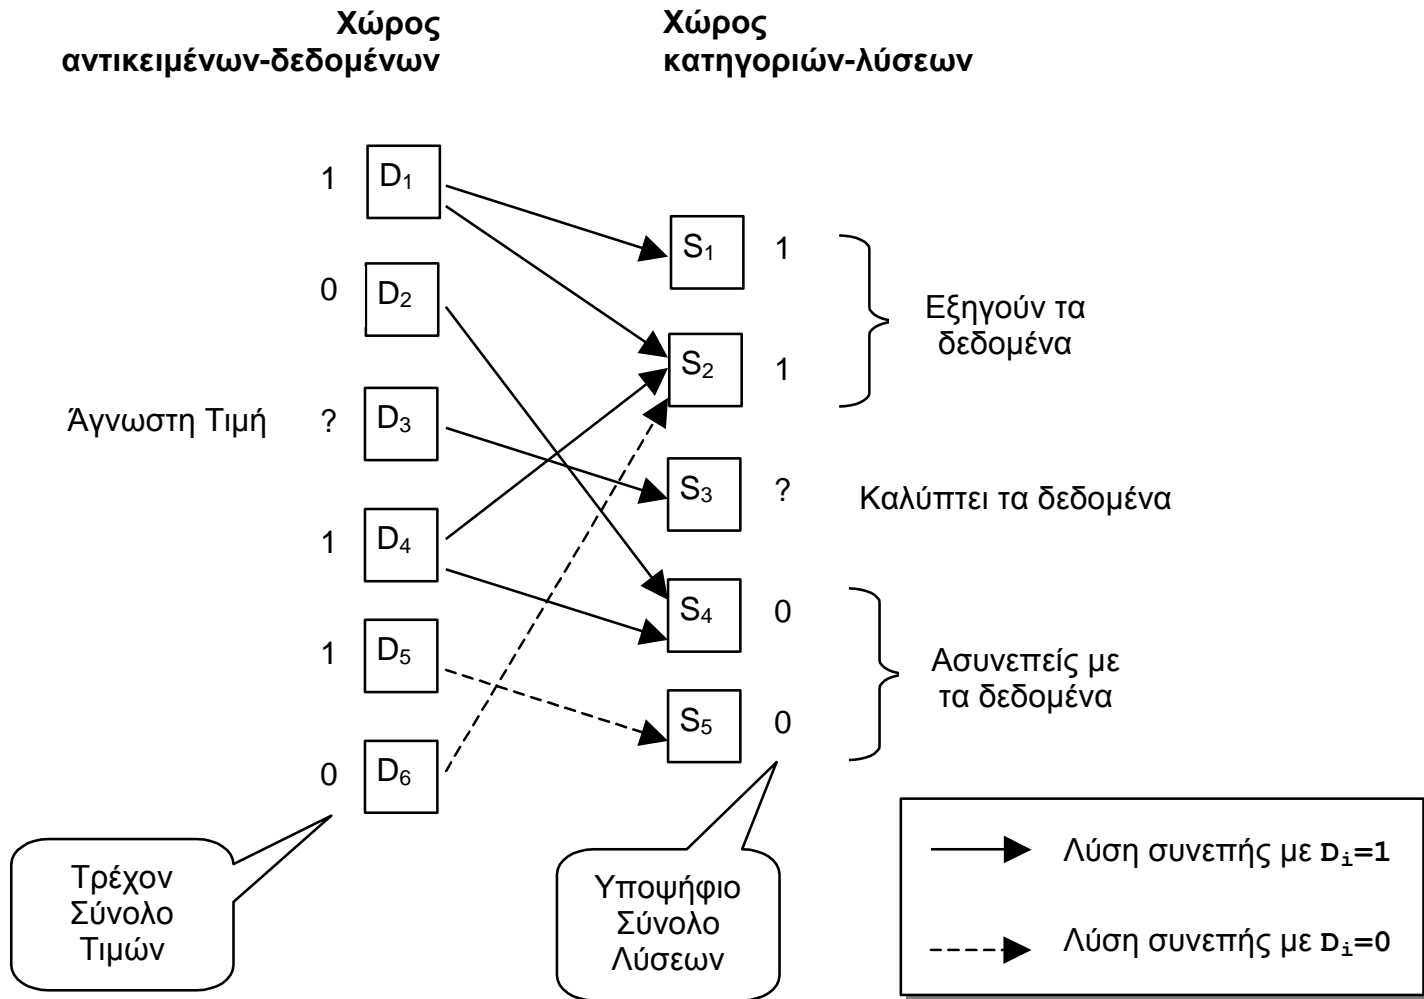 Χώρος
αντικειμένων-δεδομένων
Χώρος
κατηγοριών-λύσεων
1 D₁
S₁ 1
0 D₂
Εξηγούν τα
δεδομένα
S₂ 1
Άγνωστη Τιμή ? D₃
S₃ ? Καλύπτει τα δεδομένα
1 D₄
S₄ 0
1 D₅
Ασυνεπείς με
τα δεδομένα
S₅ 0
0 D₆
Τρέχον
Σύνολο
Τιμών
Υποψήφιο
Σύνολο
Λύσεων
Λύση συνεπής με Dᵢ=1
Λύση συνεπής με Dᵢ=0